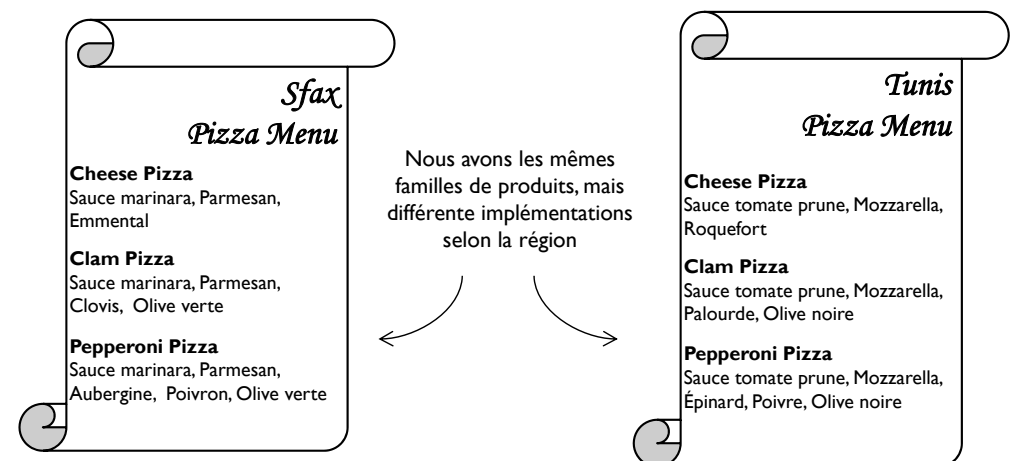 Sfax
Pizza Menu
Cheese Pizza
Sauce marinara, Parmesan,
Emmental
Clam Pizza
Sauce marinara, Parmesan,
Clovis, Olive verte
Pepperoni Pizza
Sauce marinara, Parmesan,
Aubergine, Poivron, Olive verte
Nous avons les mêmes
familles de produits, mais
différente implémentations
selon la région
Tunis
Pizza Menu
Cheese Pizza
Sauce tomate prune, Mozzarella,
Roquefort
Clam Pizza
Sauce tomate prune, Mozzarella,
Palourde, Olive noire
Pepperoni Pizza
Sauce tomate prune, Mozzarella,
Épinard, Poivre, Olive noire